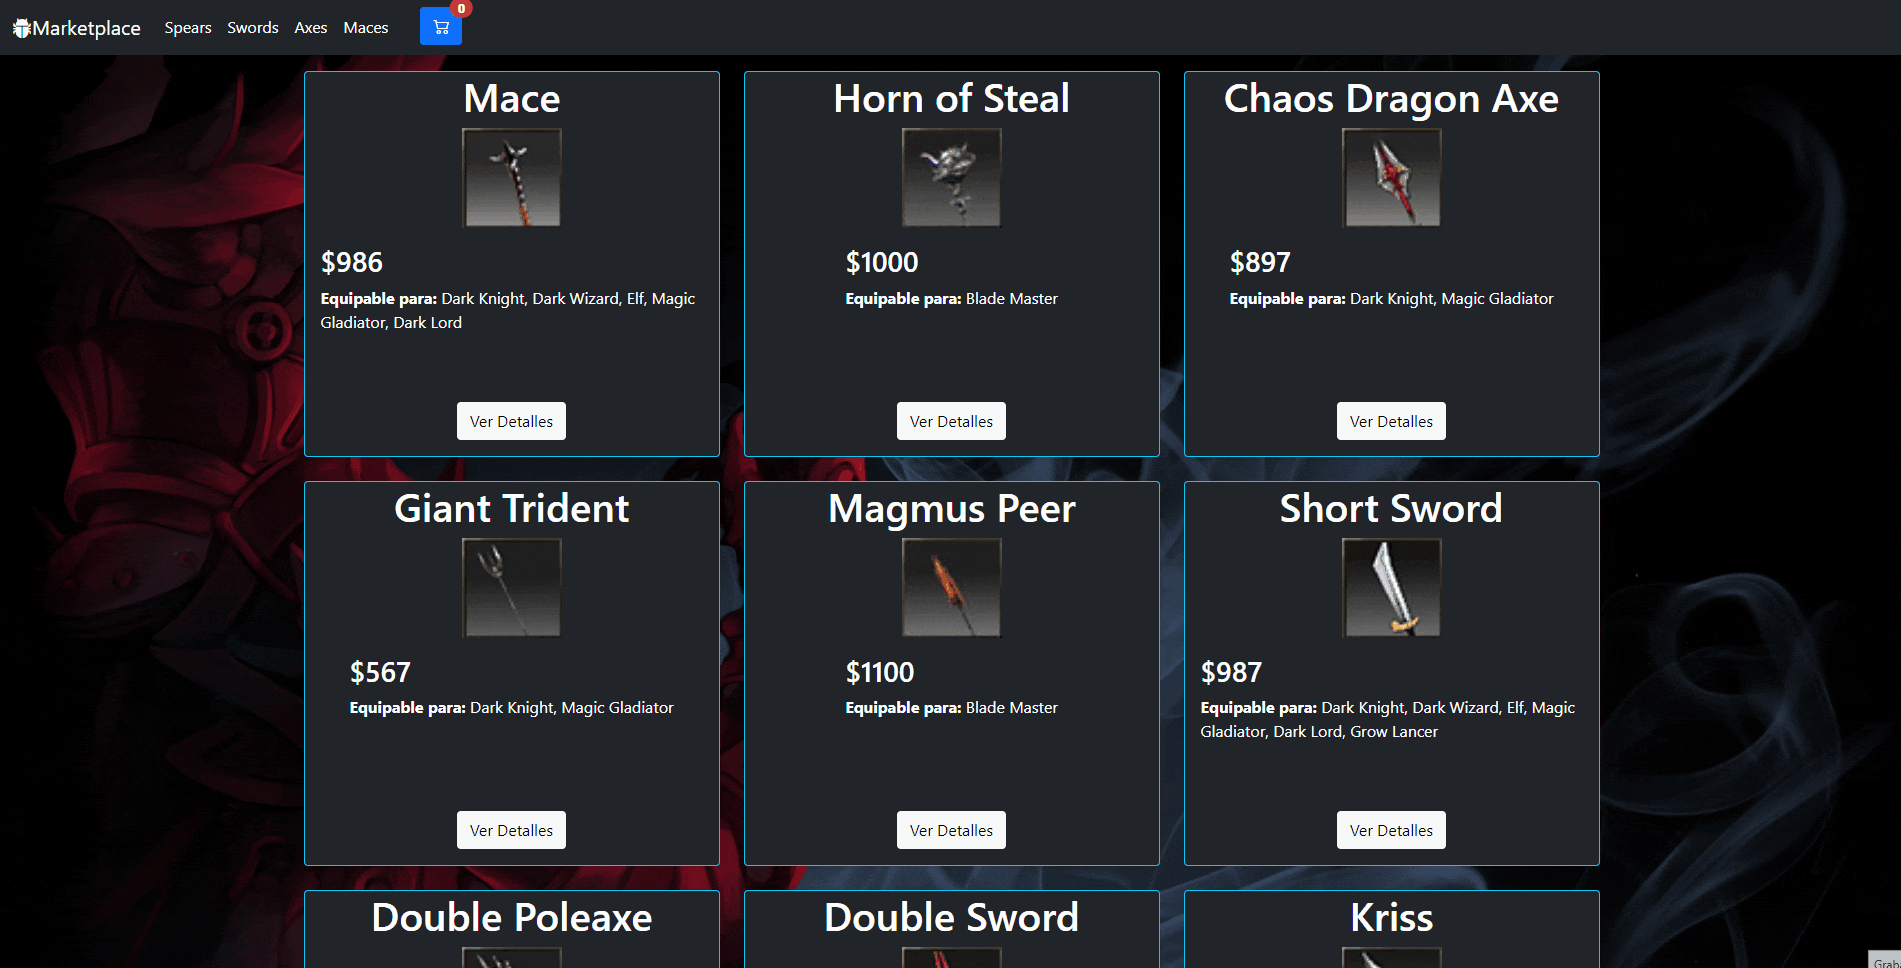 Marketplace Spears Swords Axes Maces 0
Mace
$986
Equipable para: Dark Knight, Dark Wizard, Elf, Magic
Gladiator, Dark Lord
Ver Detalles
Horn of Steal
$1000
Equipable para: Blade Master
Ver Detalles
Chaos Dragon Axe
$897
Equipable para: Dark Knight, Magic Gladiator
Ver Detalles
Giant Trident
$567
Equipable para: Dark Knight, Magic Gladiator
Ver Detalles
Magmus Peer
$1100
Equipable para: Blade Master
Ver Detalles
Short Sword
$987
Equipable para: Dark Knight, Dark Wizard, Elf, Magic
Gladiator, Dark Lord, Grow Lancer
Ver Detalles
Double Poleaxe
Double Sword
Kriss